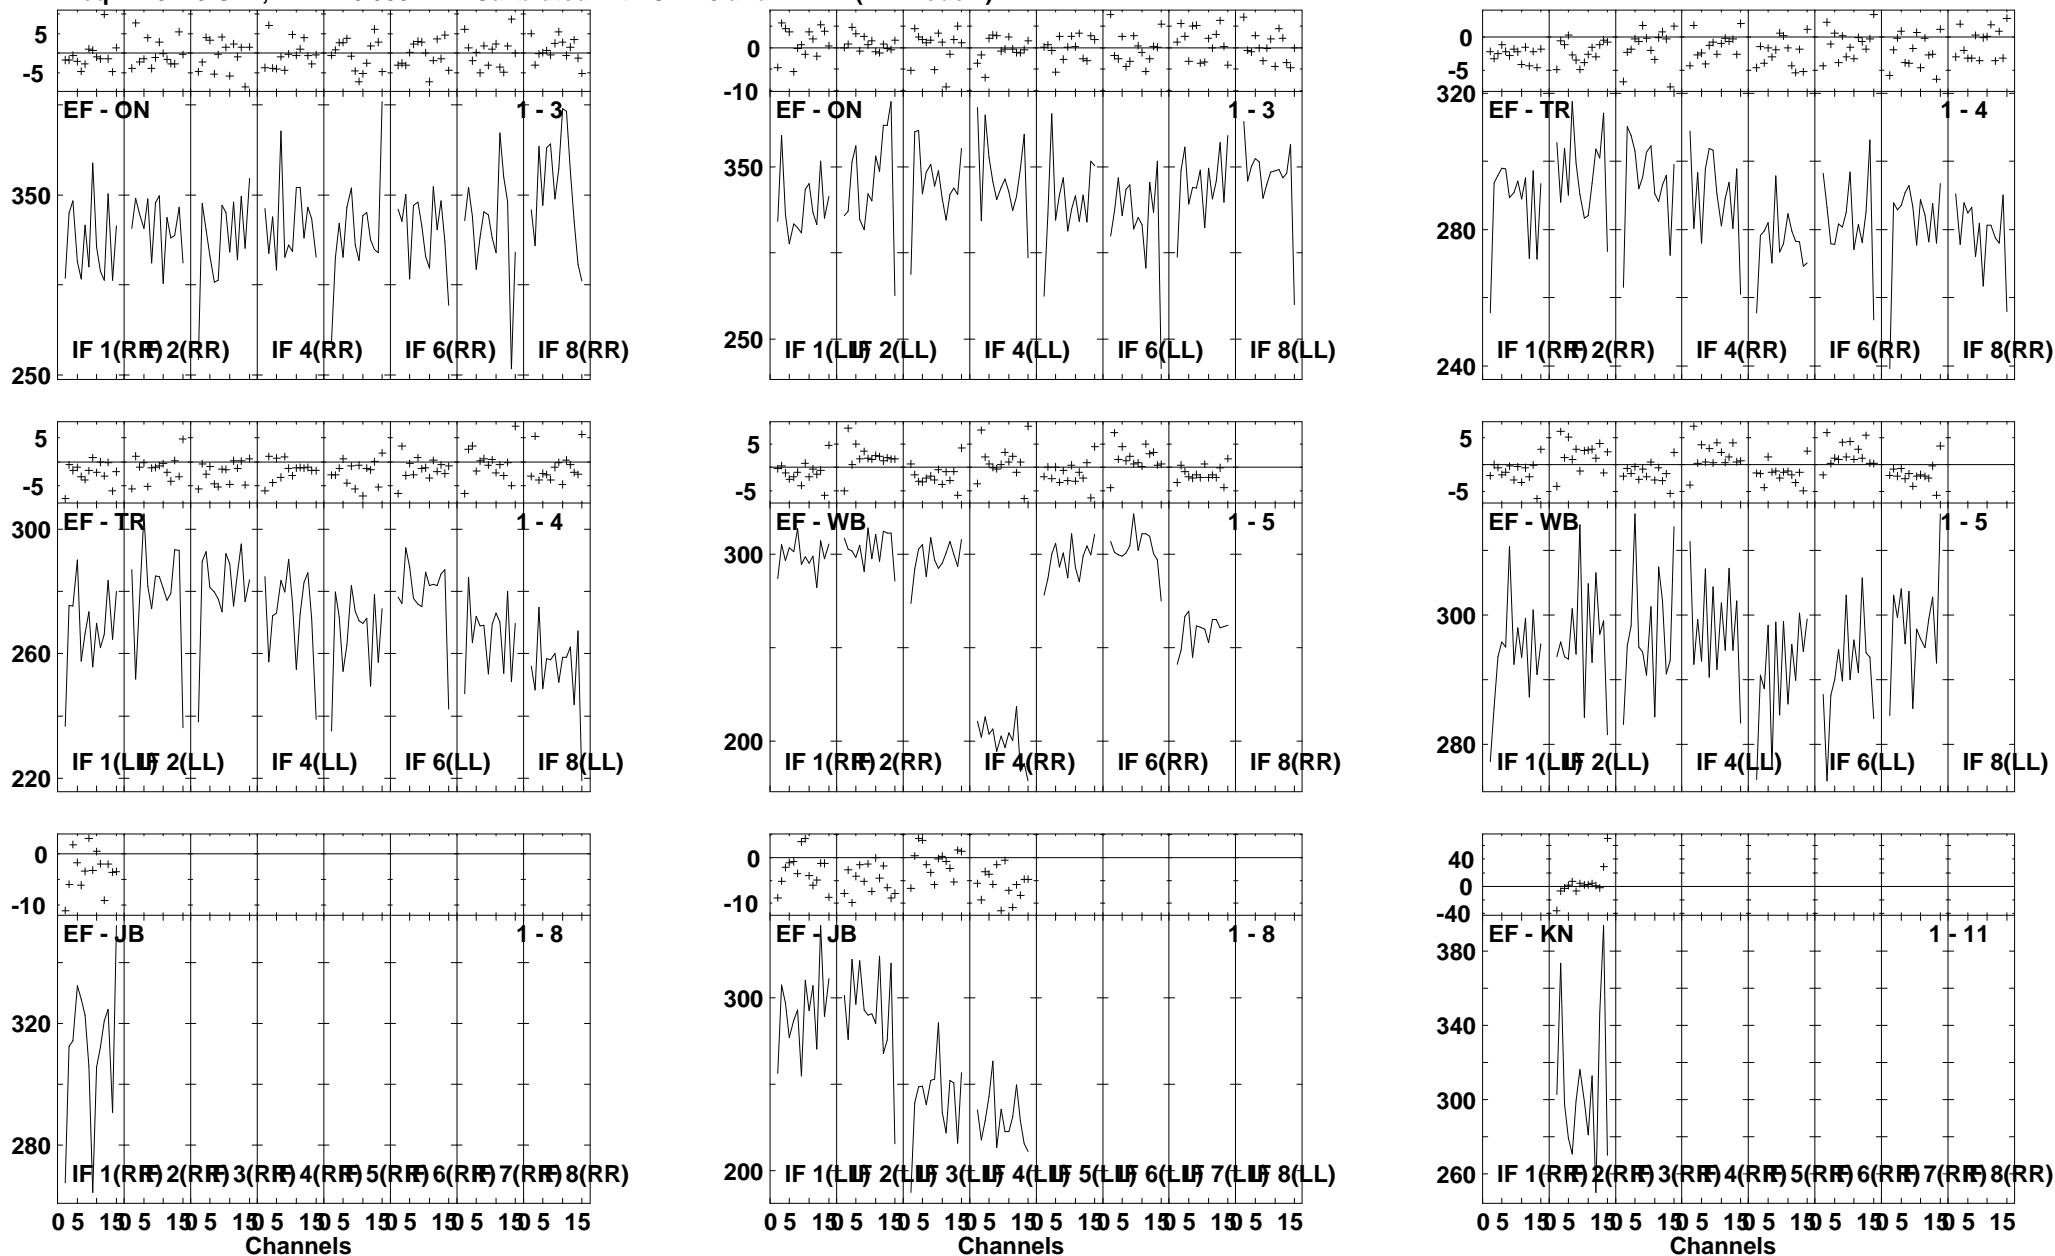 5
0
-5
EF - ON
1 - 3
350
250
IF 1(RR)
IF 2(RR)
IF 4(RR)
IF 6(RR)
IF 8(RR)
0
-10
EF - ON
1 - 3
350
250
IF 1(LL)
IF 2(LL)
IF 4(LL)
IF 6(LL)
IF 8(LL)
0
-5
320
EF - TR
1 - 4
280
240
IF 1(RR)
IF 2(RR)
IF 4(RR)
IF 6(RR)
IF 8(RR)
5
0
-5
EF - TR
1 - 4
300
260
220
IF 1(LL)
IF 2(LL)
IF 4(LL)
IF 6(LL)
IF 8(LL)
5
0
-5
EF - WB
1 - 5
300
200
IF 1(RR)
IF 2(RR)
IF 4(RR)
IF 6(RR)
IF 8(RR)
5
0
-5
EF - WB
1 - 5
300
280
IF 1(LL)
IF 2(LL)
IF 4(LL)
IF 6(LL)
IF 8(LL)
0
-10
EF - JB
1 - 8
320
280
IF 1(RR)
IF 2(RR)
IF 3(RR)
IF 4(RR)
IF 5(RR)
IF 6(RR)
IF 7(RR)
IF 8(RR)
0 5 15 0 5 15 0 5 15 0 5 15 0 5 15 0 5 15 0 5 15 0 5 15
Channels
0
-10
EF - JB
1 - 8
300
200
IF 1(LL)
IF 2(LL)
IF 3(LL)
IF 4(LL)
IF 5(LL)
IF 6(LL)
IF 7(LL)
IF 8(LL)
0 5 15 0 5 15 0 5 15 0 5 15 0 5 15 0 5 15 0 5 15 0 5 15
Channels
40
0
-40
EF - KN
1 - 11
380
340
300
260
IF 1(RR)
IF 2(RR)
IF 3(RR)
IF 4(RR)
IF 5(RR)
IF 6(RR)
IF 7(RR)
IF 8(RR)
0 5 15 0 5 15 0 5 15 0 5 15 0 5 15 0 5 15 0 5 15 0 5 15
Channels